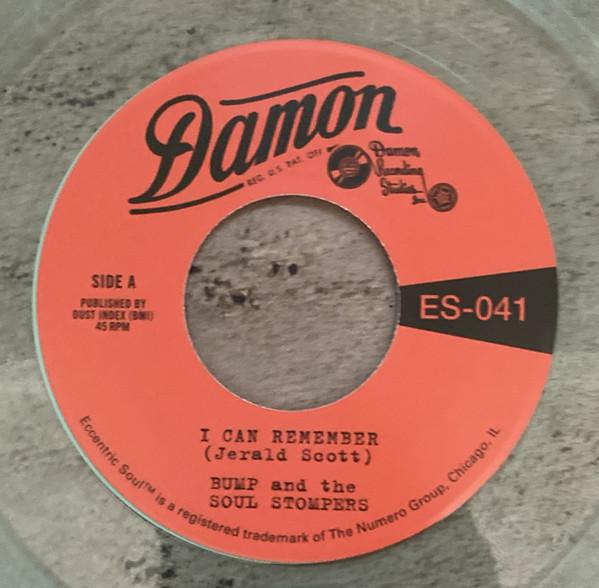 Damon
REG. U.S. PAT. OFF.
Damon
Recording
Studios
Inc.
SIDE A
PUBLISHED BY
DUST INDEX (BMI)
45 RPM
ES-041
I CAN REMEMBER
(Jerald Scott)
BUMP and the
SOUL STOMPERS
Eccentric Soul™ is a registered trademark of The Numero Group, Chicago, IL